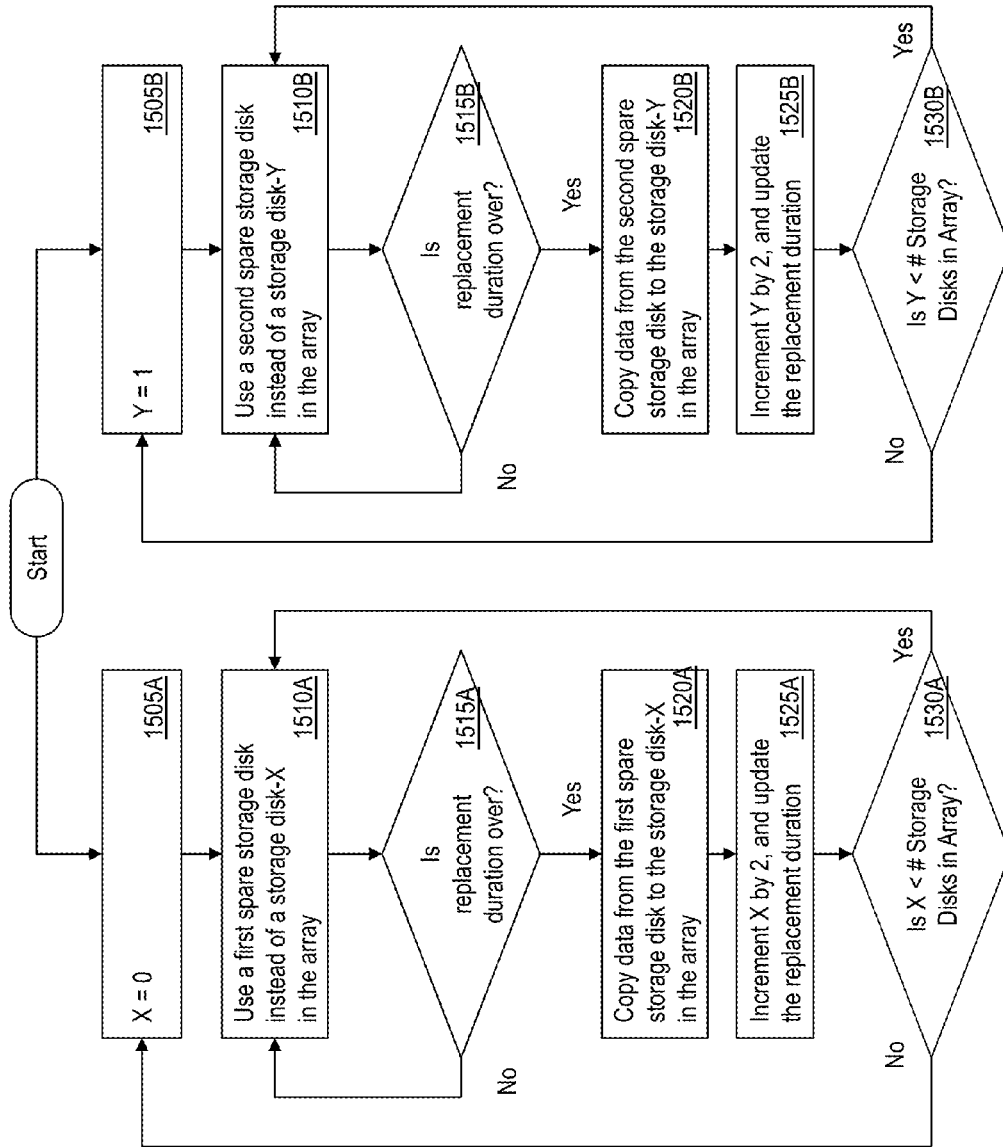 Start
X = 0
1505A
Use a first spare storage disk
instead of a storage disk-X
in the array
1510A
Is
replacement
duration over?
1515A
No
Yes
Copy data from the first spare
storage disk to the storage disk-X
in the array
1520A
Increment X by 2, and update
the replacement duration
1525A
Is X < # Storage
Disks in Array?
1530A
No
Yes
Y = 1
1505B
Use a second spare storage disk
instead of a storage disk-Y
in the array
1510B
Is
replacement
duration over?
1515B
No
Yes
Copy data from the second spare
storage disk to the storage disk-Y
in the array
1520B
Increment Y by 2, and update
the replacement duration
1525B
Is Y < # Storage
Disks in Array?
1530B
No
Yes